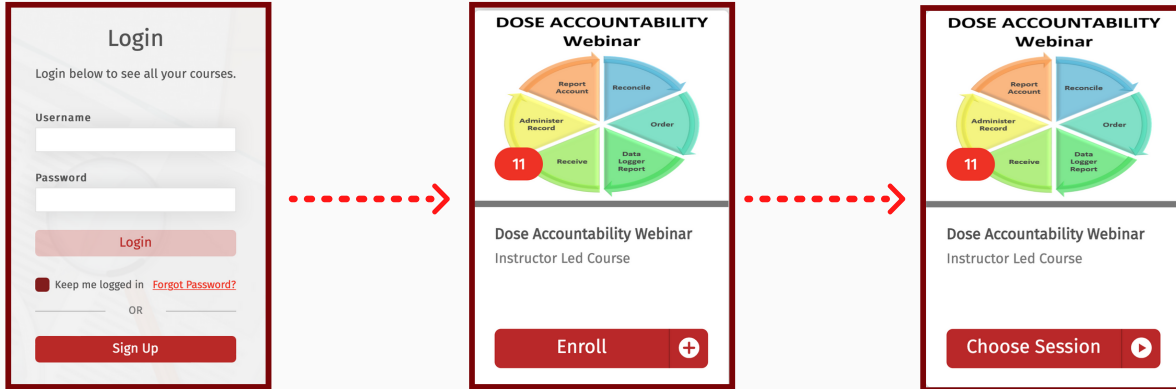 Login
Login below to see all your courses.
Username
Password
Login
Keep me logged in Forgot Password?
OR
Sign Up
DOSE ACCOUNTABILITY
Webinar
Report
Account
Reconcile
Administer
Record
Order
11
Receive
Data
Logger
Report
Dose Accountability Webinar
Instructor Led Course
Enroll
DOSE ACCOUNTABILITY
Webinar
Report
Account
Reconcile
Administer
Record
Order
11
Receive
Data
Logger
Report
Dose Accountability Webinar
Instructor Led Course
Choose Session